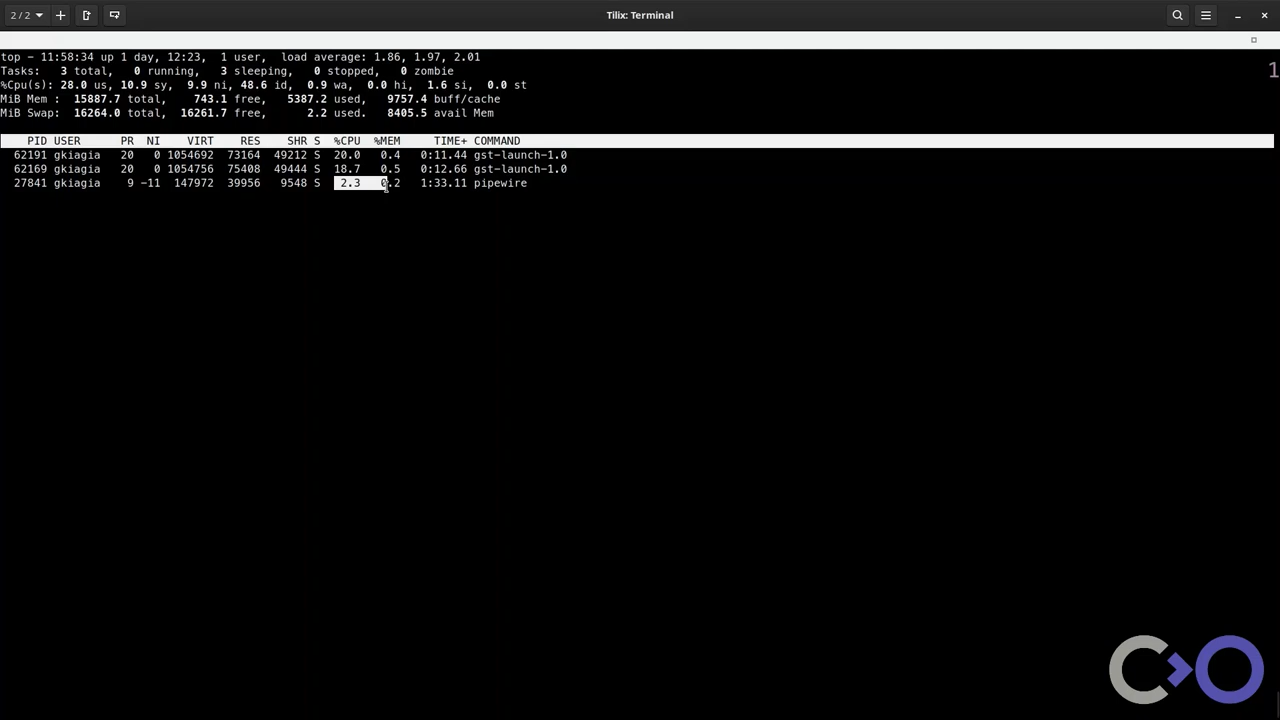 2 / 2
Tilix: Terminal
top - 11:58:34 up 1 day, 12:23,  1 user,  load average: 1.86, 1.97, 2.01
Tasks:   3 total,   0 running,   3 sleeping,   0 stopped,   0 zombie
%Cpu(s): 28.0 us, 10.9 sy,  9.9 ni, 48.6 id,  0.9 wa,  0.0 hi,  1.6 si,  0.0 st
MiB Mem :  15887.7 total,    743.1 free,   5387.2 used,   9757.4 buff/cache
MiB Swap:  16264.0 total,  16261.7 free,      2.2 used.   8405.5 avail Mem
PID USER      PR  NI    VIRT    RES    SHR S  %CPU  %MEM     TIME+ COMMAND
62191 gkiagia   20   0 1054692  73164  49212 S  20.0   0.4   0:11.44 gst-launch-1.0
62169 gkiagia   20   0 1054756  75408  49444 S  18.7   0.5   0:12.66 gst-launch-1.0
27841 gkiagia    9 -11  147972  39956   9548 S   2.3   0.2   1:33.11 pipewire
1